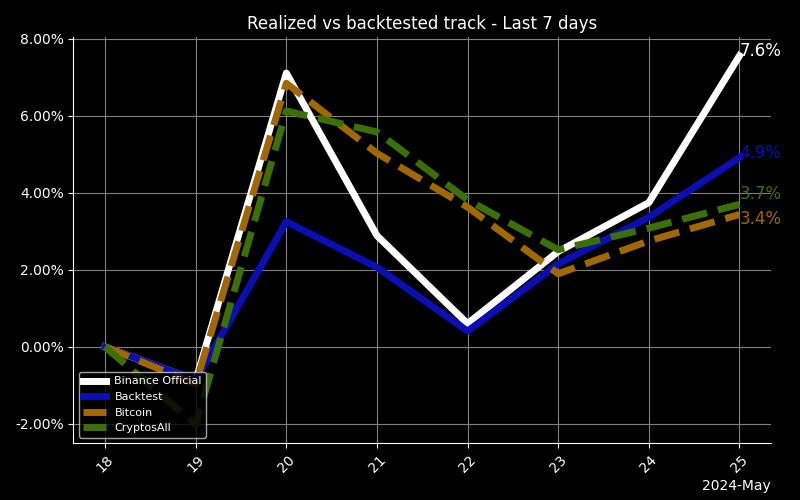 Realized vs backtested track - Last 7 days
8.00%
6.00%
4.00%
2.00%
0.00%
-2.00%
7.6%
4.9%
3.7%
3.4%
Binance Official
Backtest
Bitcoin
CryptosAll
18 19 20 21 22 23 24 25
2024-May